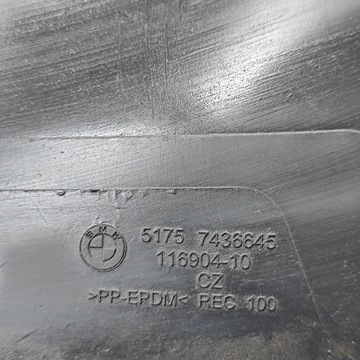 BMW
5175 7436645
116904-10
CZ
>PP-ERDM< REC 100